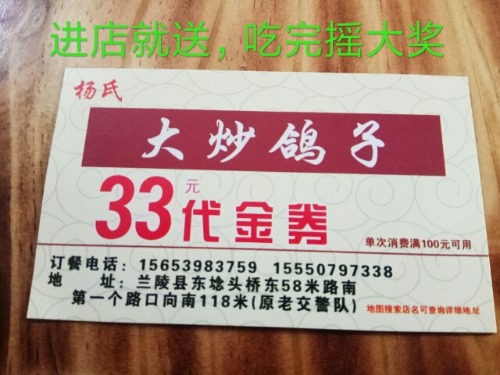 进店就送，吃完摇大奖
杨氏
大炒鸽子
33元代金券
单次消费满100元可用
订餐电话：15653983759 15550797338
地 址：兰陵县东埝头桥东58米路南
第一个路口向南118米(原老交警队)
地图搜索店名可查询详细地址